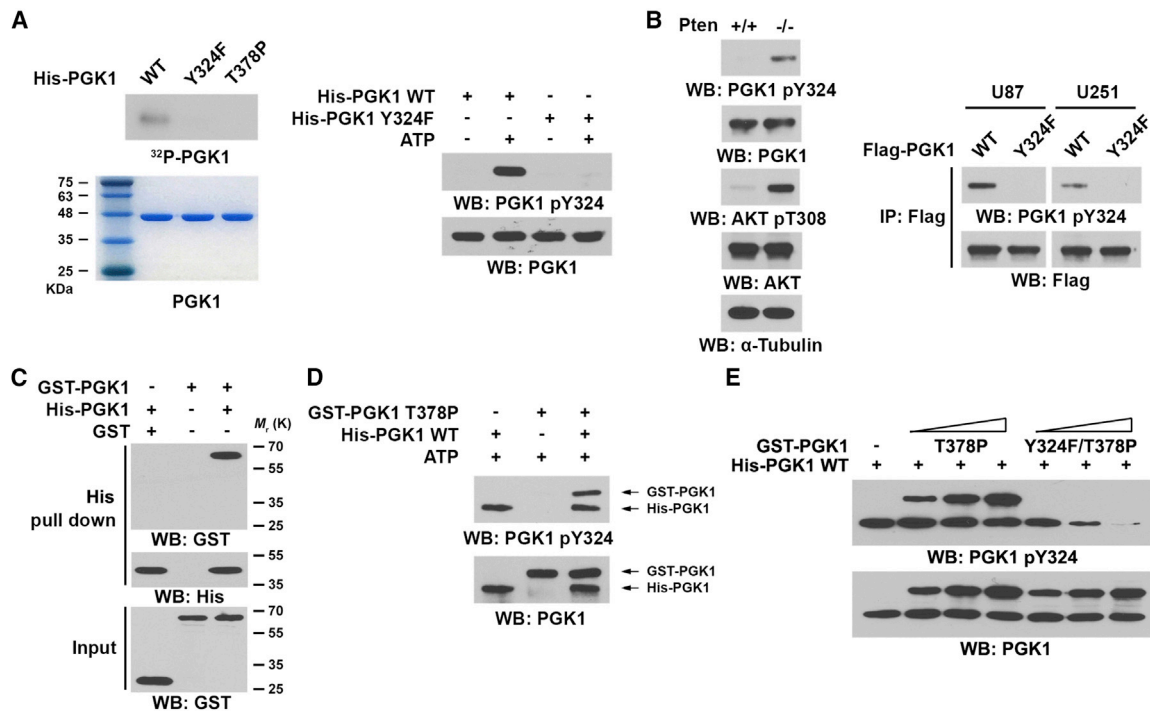 A
His-PGK1 WT Y324F T378P
32P-PGK1
75
63
48
35
25
KDa
PGK1
His-PGK1 WT + + - -
His-PGK1 Y324F - - + +
ATP - + - +
WB: PGK1 pY324
WB: PGK1
B
Pten +/+ -/-
WB: PGK1 pY324
WB: PGK1
WB: AKT pT308
WB: AKT
WB: α-Tubulin
U87 U251
Flag-PGK1 WT Y324F WT Y324F
IP: Flag
WB: PGK1 pY324
WB: Flag
C
GST-PGK1 - + +
His-PGK1 + - +
GST + - -
Mr (K)
70
55
35
25
His
pull down
WB: GST
55
35
WB: His
Input
70
55
35
25
WB: GST
D
GST-PGK1 T378P - + +
His-PGK1 WT + - +
ATP + + +
GST-PGK1
His-PGK1
WB: PGK1 pY324
GST-PGK1
His-PGK1
WB: PGK1
E
GST-PGK1 - T378P Y324F/T378P
His-PGK1 WT + + + + + + +
WB: PGK1 pY324
WB: PGK1